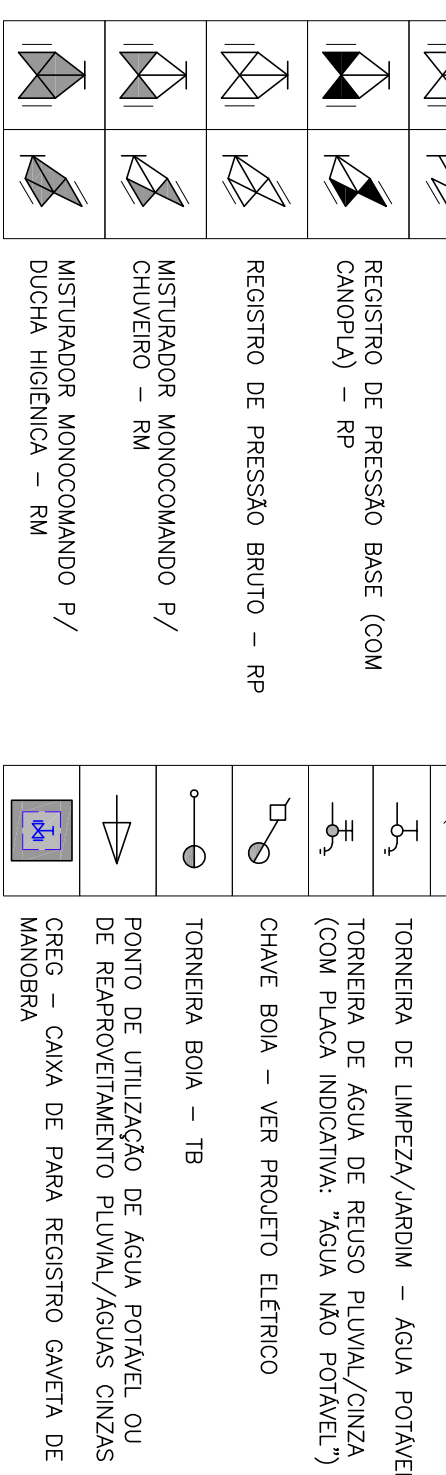 REGISTRO DE PRESSÃO BASE (COM
CANOPLA) – RP
REGISTRO DE PRESSÃO BRUTO – RP
MISTURADOR MONOCOMANDO P/
CHUVEIRO – RM
MISTURADOR MONOCOMANDO P/
DUCHA HIGIÊNICA – RM
TORNEIRA DE LIMPEZA/JARDIM – ÁGUA POTÁVEL
TORNEIRA DE ÁGUA DE REUSO PLUVIAL/CINZA
(COM PLACA INDICATIVA: "ÁGUA NÃO POTÁVEL")
CHAVE BOIA – VER PROJETO ELÉTRICO
TORNEIRA BOIA – TB
PONTO DE UTILIZAÇÃO DE ÁGUA POTÁVEL OU
DE REAPROVEITAMENTO PLUVIAL/ÁGUAS CINZAS
CREG – CAIXA DE PARA REGISTRO GAVETA DE
MANOBRA